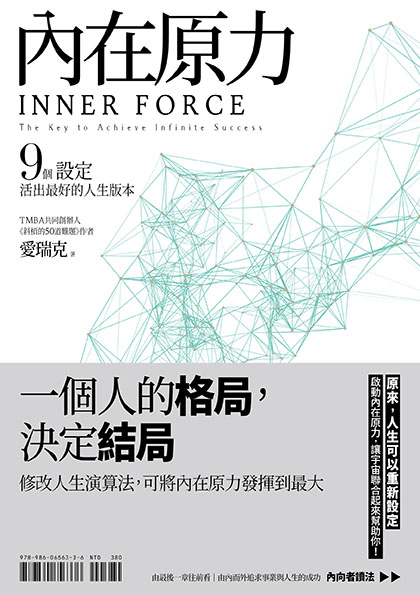 內在原力
INNER FORCE
The Key to Achieve Infinite Success
9個 設定
活出最好的人生版本
TMBA共同創辦人
《斜槓的50道難題》作者
愛瑞克 著
一個人的格局，
決定結局
修改人生演算法，可將內在原力發揮到最大
原來，人生可以重新設定
啟動內在原力，讓宇宙聯合起來幫助你！
978-986-06563-3-6 NTD 380
由最後一章往前看｜由內而外追求事業與人生的成功 內向者讀法 ▶▶